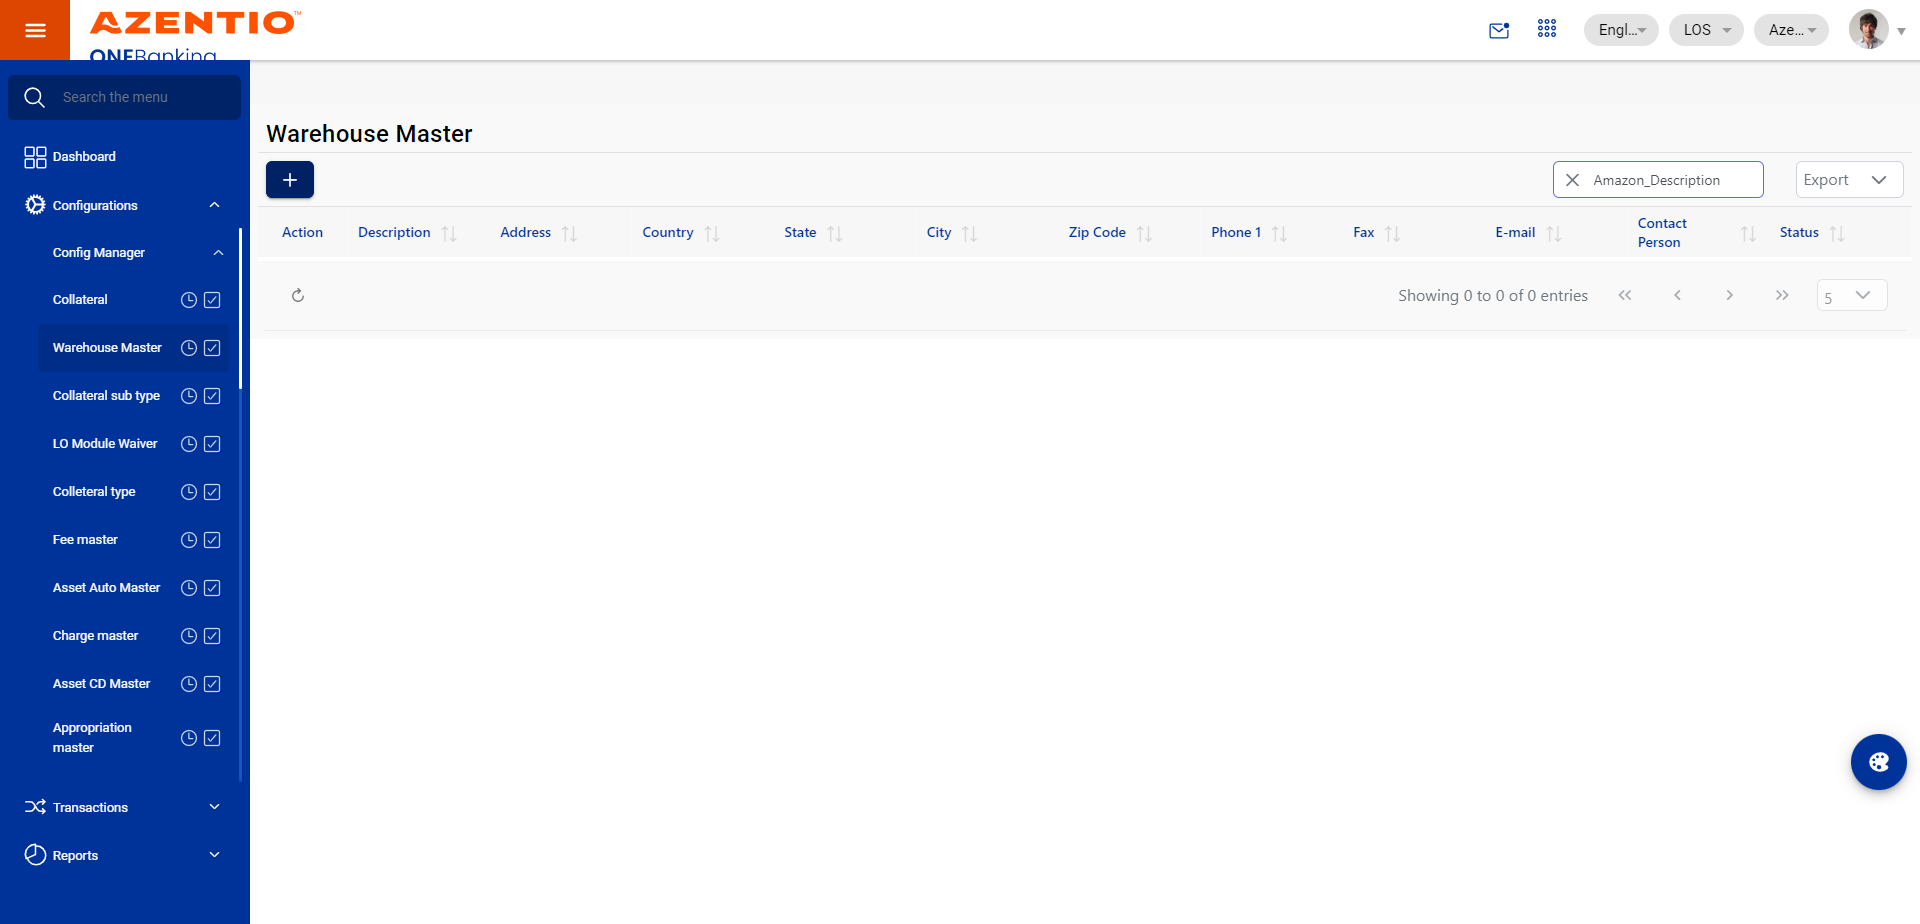 AZENTIO™
ONEBanking
Engl...
LOS
Aze...
Search the menu
Dashboard
Configurations
Config Manager
Collateral
Warehouse Master
Collateral sub type
LO Module Waiver
Colleteral type
Fee master
Asset Auto Master
Charge master
Asset CD Master
Appropriation
master
Transactions
Reports
Warehouse Master
Amazon_Description
Export
Action
Description
Address
Country
State
City
Zip Code
Phone 1
Fax
E-mail
Contact
Person
Status
Showing 0 to 0 of 0 entries
5